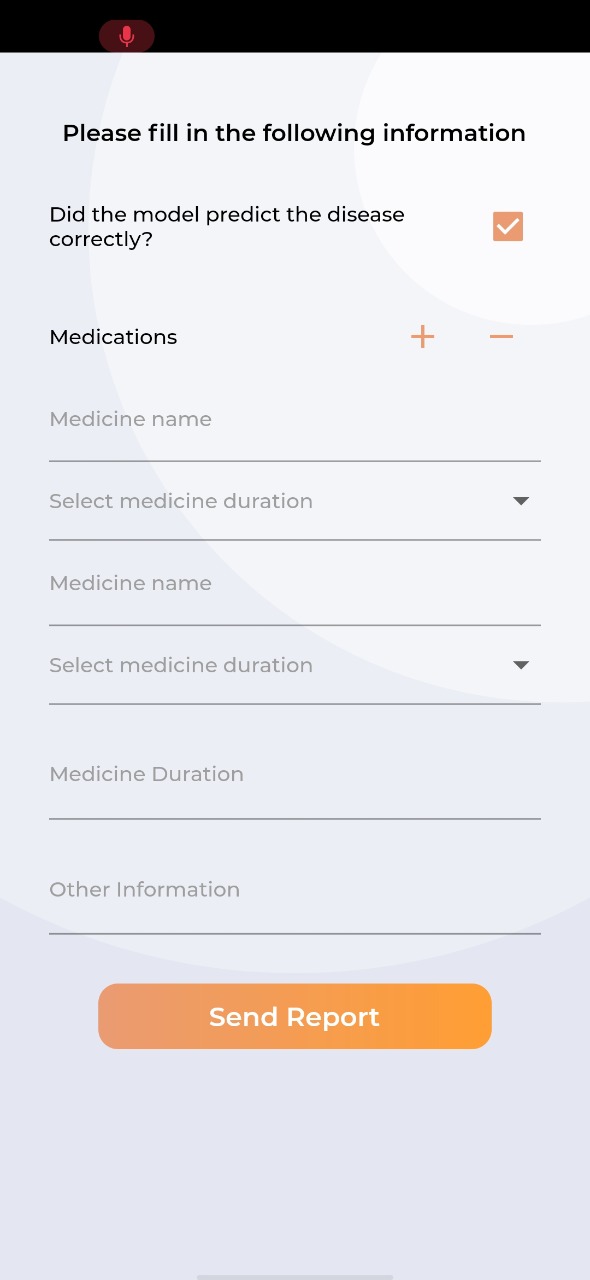 Please fill in the following information
Did the model predict the disease
correctly?
Medications
Medicine name
Select medicine duration
Medicine name
Select medicine duration
Medicine Duration
Other Information
Send Report